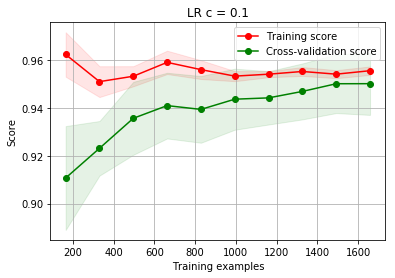 LR c = 0.1
Training score
Cross-validation score
Score
0.96
0.94
0.92
0.90
200 400 600 800 1000 1200 1400 1600
Training examples